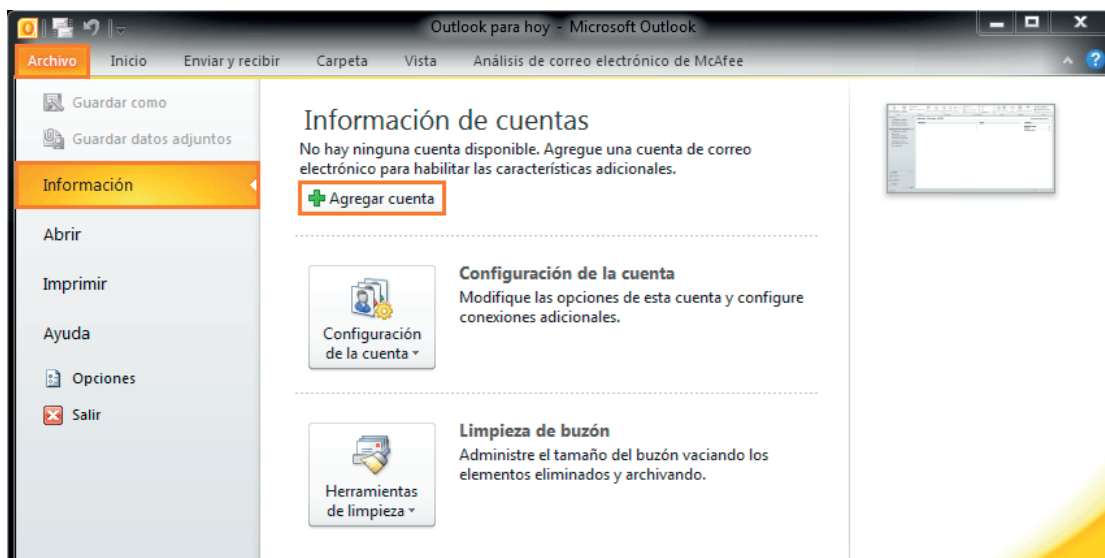 Outlook para hoy - Microsoft Outlook
Archivo Inicio Enviar y recibir Carpeta Vista Análisis de correo electrónico de McAfee
Guardar como
Guardar datos adjuntos
Información
Abrir
Imprimir
Ayuda
Opciones
Salir
Información de cuentas
No hay ninguna cuenta disponible. Agregue una cuenta de correo
electrónico para habilitar las características adicionales.
Agregar cuenta
Configuración
de la cuenta
Configuración de la cuenta
Modifique las opciones de esta cuenta y configure
conexiones adicionales.
Herramientas
de limpieza
Limpieza de buzón
Administre el tamaño del buzón vaciando los
elementos eliminados y archivando.